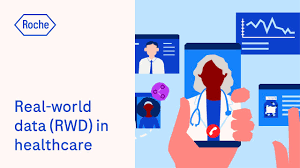 Roche
Real-world
data (RWD) in
healthcare